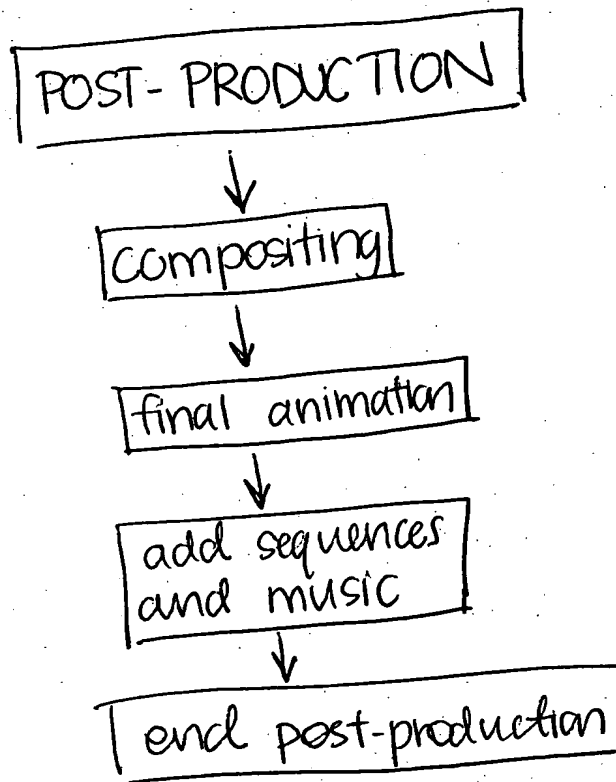 POST-PRODUCTION
compositing
final animation
add sequences
and music
end post-production